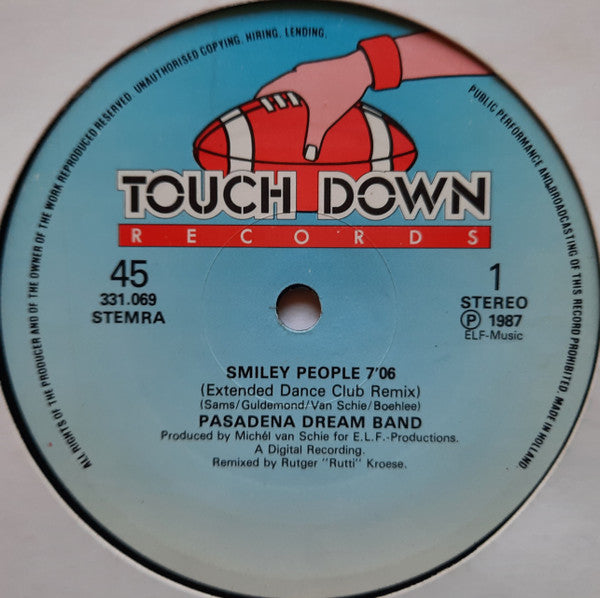 ALL RIGHTS OF THE PRODUCER AND OF THE OWNER OF THE WORK REPRODUCED RESERVED. UNAUTHORISED COPYING, HIRING, LENDING,
PUBLIC PERFORMANCE AND BROADCASTING OF THIS RECORD PROHIBITED. MADE IN HOLLAND.
TOUCH DOWN
RECORDS
45
331.069
STEMRA
1
STEREO
Ⓟ 1987
ELF-Music
SMILEY PEOPLE 7'06
(Extended Dance Club Remix)
(Sams/Guldemond/Van Schie/Boehlee)
PASADENA DREAM BAND
Produced by Michél van Schie for E.L.F.-Productions.
A Digital Recording.
Remixed by Rutger "Rutti" Kroese.